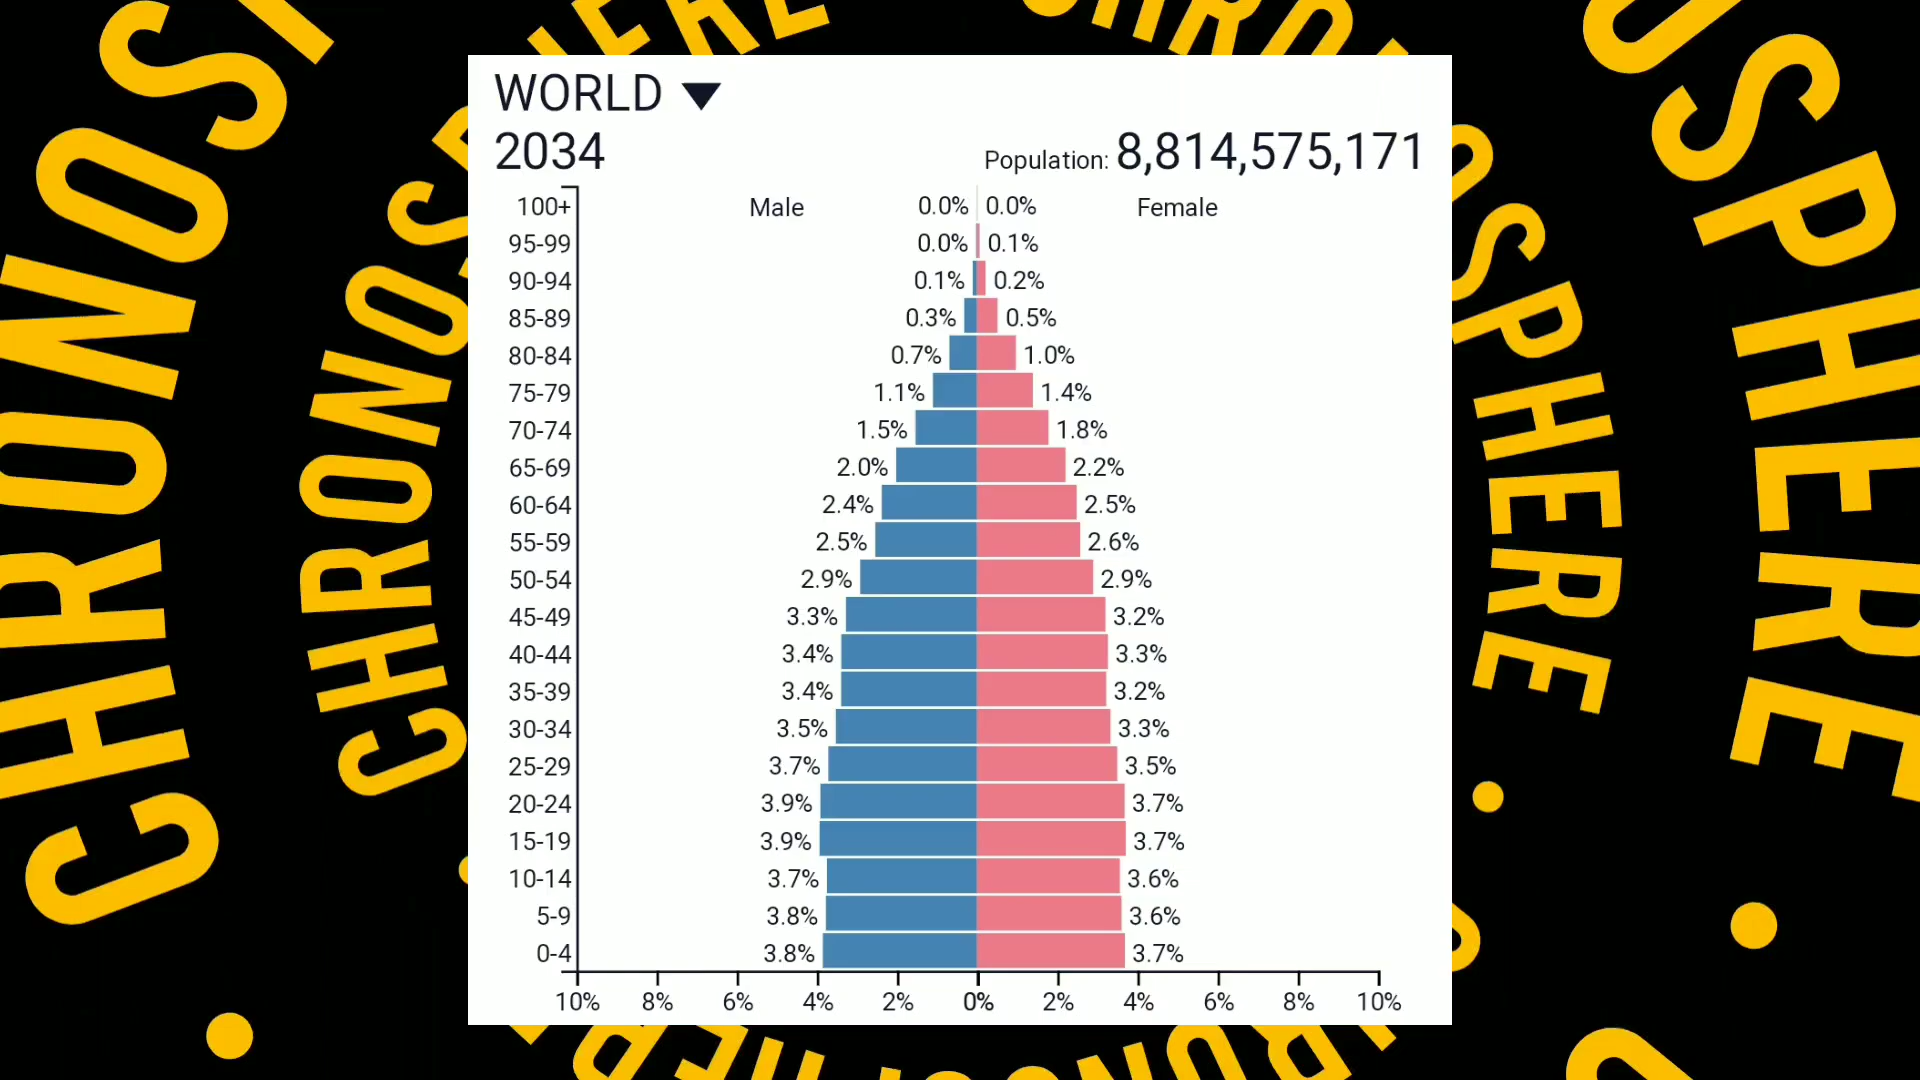 WORLD
2034
Population: 8,814,575,171
Male
Female
100+ 0.0% 0.0%
95-99 0.0% 0.1%
90-94 0.1% 0.2%
85-89 0.3% 0.5%
80-84 0.7% 1.0%
75-79 1.1% 1.4%
70-74 1.5% 1.8%
65-69 2.0% 2.2%
60-64 2.4% 2.5%
55-59 2.5% 2.6%
50-54 2.9% 2.9%
45-49 3.3% 3.2%
40-44 3.4% 3.3%
35-39 3.4% 3.2%
30-34 3.5% 3.3%
25-29 3.7% 3.5%
20-24 3.9% 3.7%
15-19 3.9% 3.7%
10-14 3.7% 3.6%
5-9 3.8% 3.6%
0-4 3.8% 3.7%
10% 8% 6% 4% 2% 0% 2% 4% 6% 8% 10%
CHRONOS
CHRONOSP
SPHERE
OSPHERE